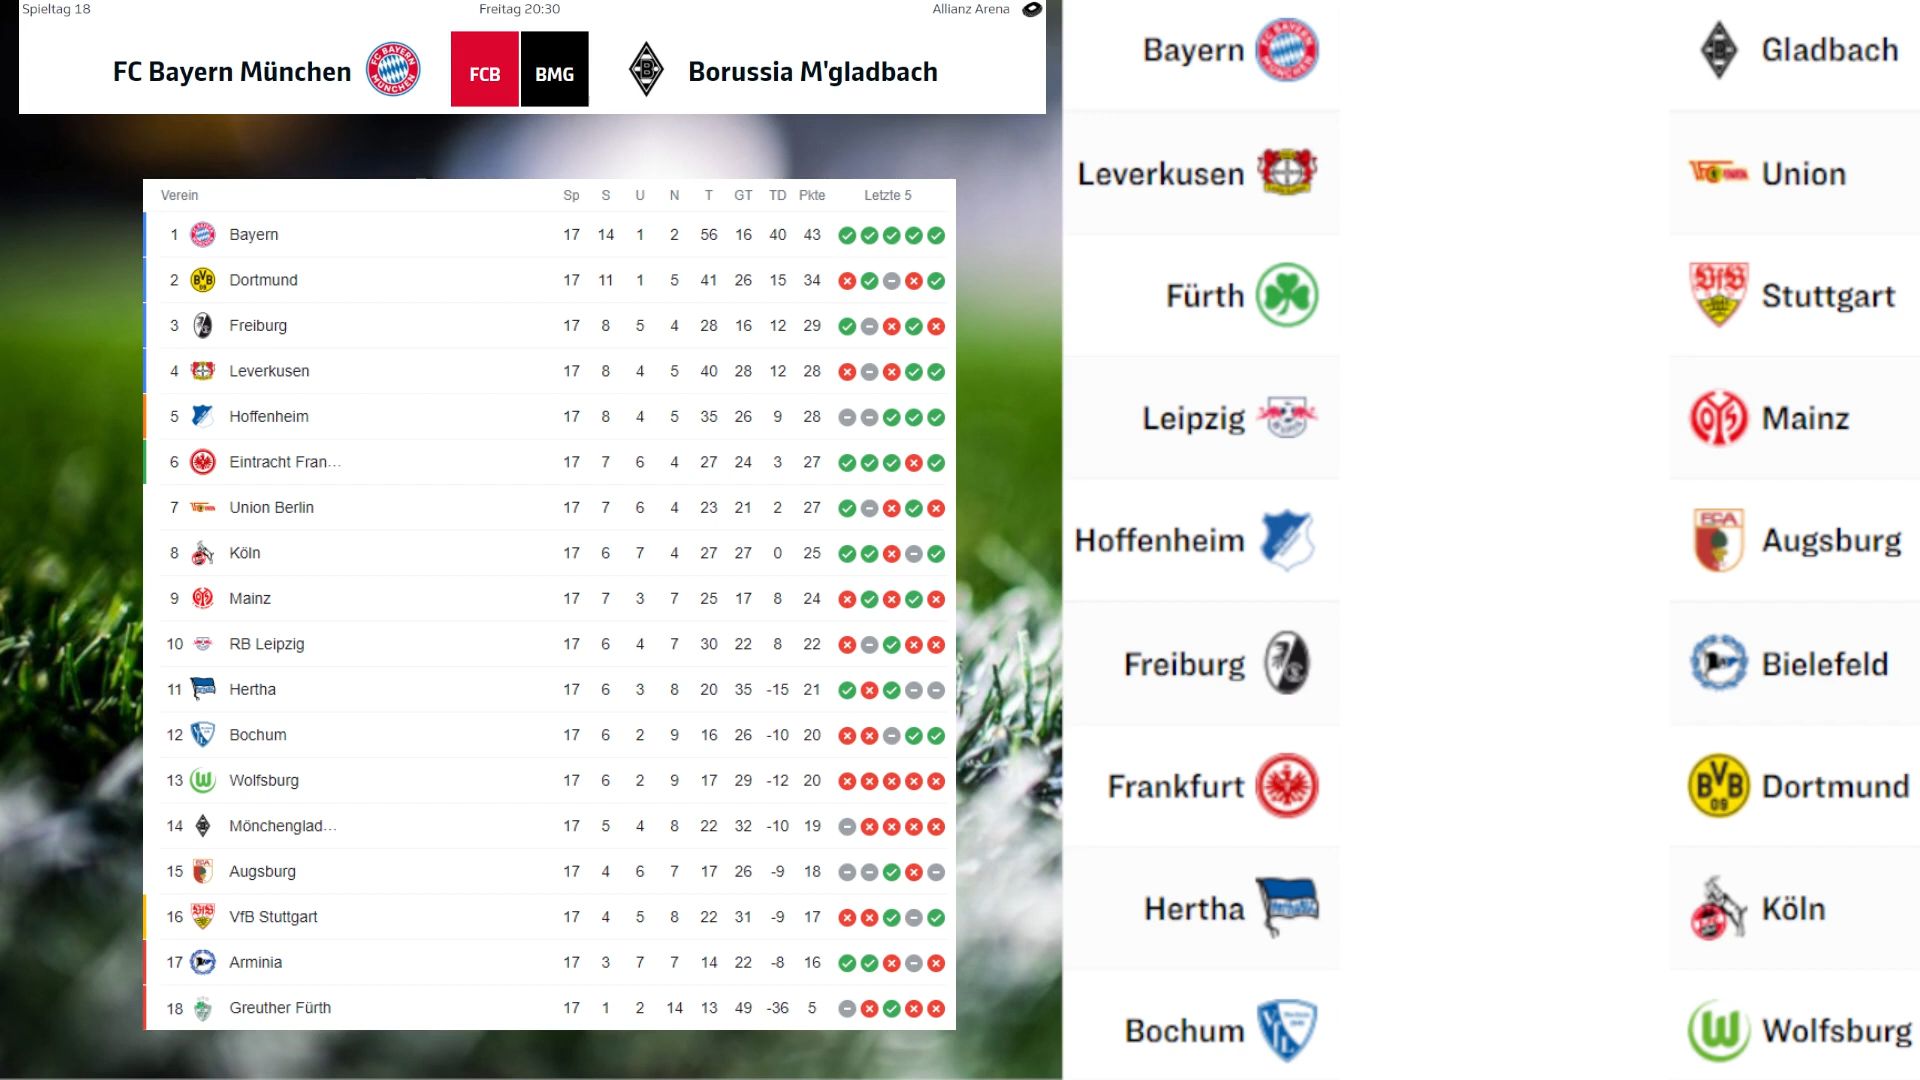 Spieltag 18 Freitag 20:30 Allianz Arena
FC Bayern München FCB BMG Borussia M'gladbach
Verein Sp S U N T GT TD Pkte Letzte 5
1 Bayern 17 14 1 2 56 16 40 43
2 Dortmund 17 11 1 5 41 26 15 34
3 Freiburg 17 8 5 4 28 16 12 29
4 Leverkusen 17 8 4 5 40 28 12 28
5 Hoffenheim 17 8 4 5 35 26 9 28
6 Eintracht Fran... 17 7 6 4 27 24 3 27
7 Union Berlin 17 7 6 4 23 21 2 27
8 Köln 17 6 7 4 27 27 0 25
9 Mainz 17 7 3 7 25 17 8 24
10 RB Leipzig 17 6 4 7 30 22 8 22
11 Hertha 17 6 3 8 20 35 -15 21
12 Bochum 17 6 2 9 16 26 -10 20
13 Wolfsburg 17 6 2 9 17 29 -12 20
14 Mönchenglad... 17 5 4 8 22 32 -10 19
15 Augsburg 17 4 6 7 17 26 -9 18
16 VfB Stuttgart 17 4 5 8 22 31 -9 17
17 Arminia 17 3 7 7 14 22 -8 16
18 Greuther Fürth 17 1 2 14 13 49 -36 5
Bayern Gladbach
Leverkusen Union
Fürth Stuttgart
Leipzig Mainz
Hoffenheim Augsburg
Freiburg Bielefeld
Frankfurt Dortmund
Hertha Köln
Bochum Wolfsburg